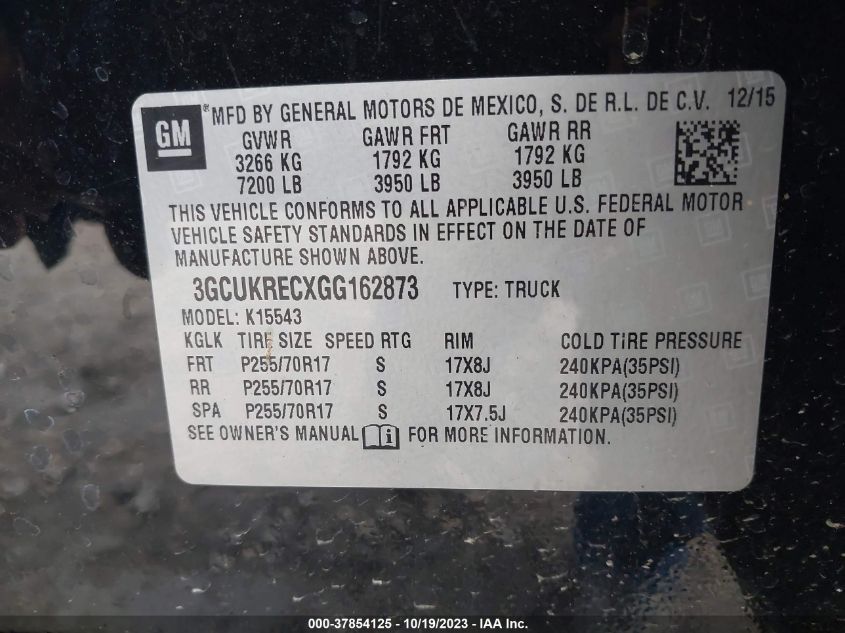 GM ® MFD BY GENERAL MOTORS DE MEXICO, S. DE R.L. DE C.V. 12/15
GVWR GAWR FRT GAWR RR
3266 KG 1792 KG 1792 KG
7200 LB 3950 LB 3950 LB
THIS VEHICLE CONFORMS TO ALL APPLICABLE U.S. FEDERAL MOTOR
VEHICLE SAFETY STANDARDS IN EFFECT ON THE DATE OF
MANUFACTURE SHOWN ABOVE.
3GCUKRECXGG162873 TYPE: TRUCK
MODEL: K15543
KGLK TIRE SIZE SPEED RTG RIM COLD TIRE PRESSURE
FRT P255/70R17 S 17X8J 240KPA(35PSI)
RR P255/70R17 S 17X8J 240KPA(35PSI)
SPA P255/70R17 S 17X7.5J 240KPA(35PSI)
SEE OWNER'S MANUAL i FOR MORE INFORMATION.
000-37854125 - 10/19/2023 - IAA Inc.